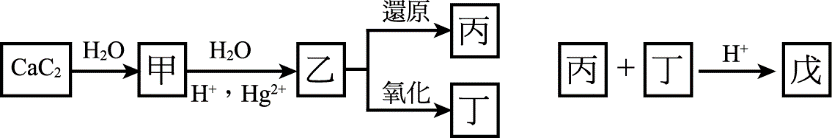 還原
丙
CaC₂ H₂O 甲 H₂O 乙
H⁺，Hg²⁺
氧化
丁
丙 + 丁 H⁺ 戊